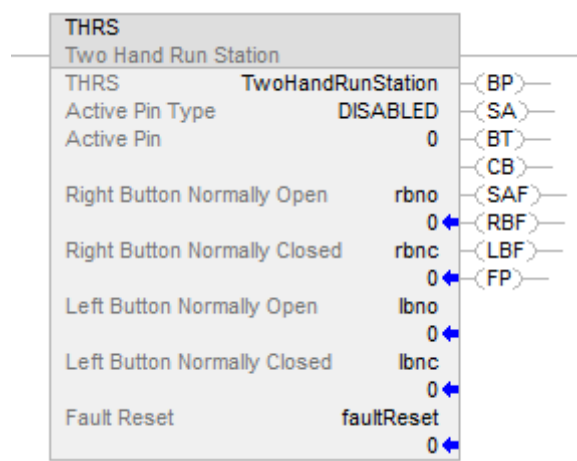 THRS
Two Hand Run Station
THRS TwoHandRunStation (BP)
Active Pin Type DISABLED (SA)
Active Pin 0 (BT)
(CB)
Right Button Normally Open rbno (SAF)
0 (RBF)
Right Button Normally Closed rbnc (LBF)
0 (FP)
Left Button Normally Open lbno
0
Left Button Normally Closed lbnc
0
Fault Reset faultReset
0